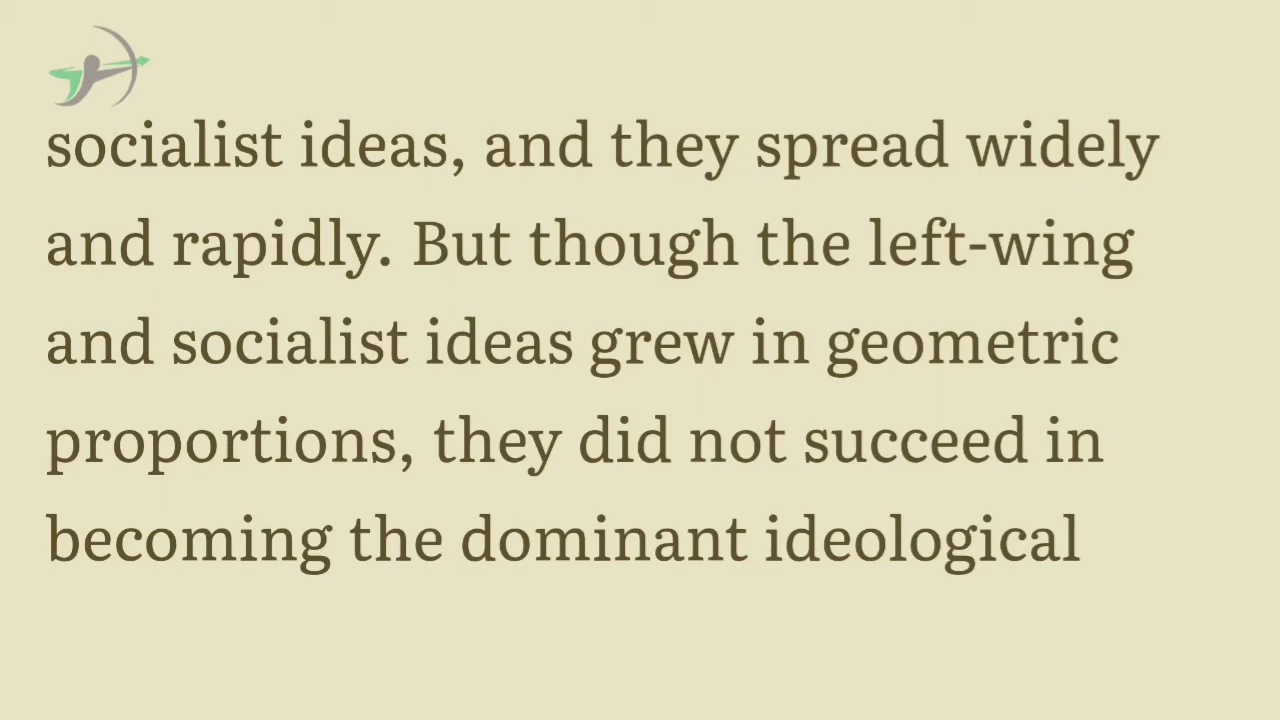 socialist ideas, and they spread widely
and rapidly. But though the left-wing
and socialist ideas grew in geometric
proportions, they did not succeed in
becoming the dominant ideological